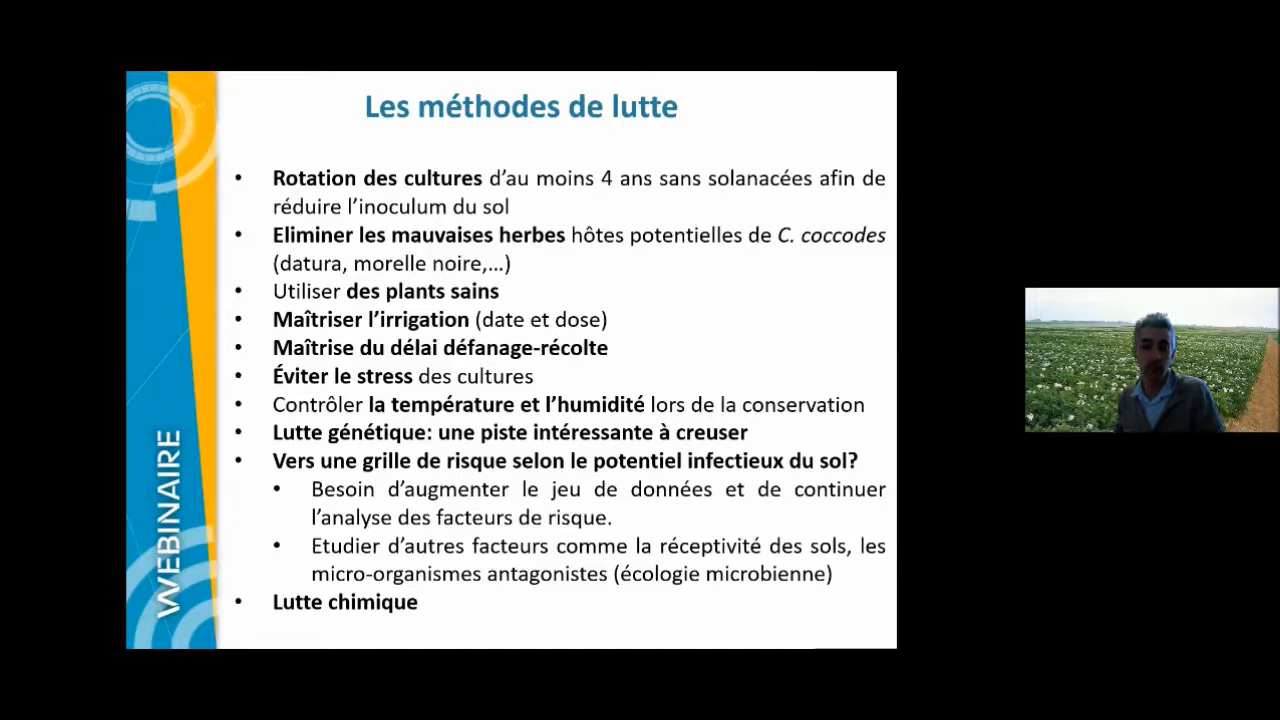 Les méthodes de lutte
• Rotation des cultures d’au moins 4 ans sans solanacées afin de
réduire l’inoculum du sol
• Eliminer les mauvaises herbes hôtes potentielles de C. coccodes
(datura, morelle noire,…)
• Utiliser des plants sains
• Maîtriser l’irrigation (date et dose)
• Maîtrise du délai défanage-récolte
• Éviter le stress des cultures
• Contrôler la température et l’humidité lors de la conservation
• Lutte génétique: une piste intéressante à creuser
• Vers une grille de risque selon le potentiel infectieux du sol?
• Besoin d’augmenter le jeu de données et de continuer
l’analyse des facteurs de risque.
• Etudier d’autres facteurs comme la réceptivité des sols, les
micro-organismes antagonistes (écologie microbienne)
• Lutte chimique
WEBINAIRE